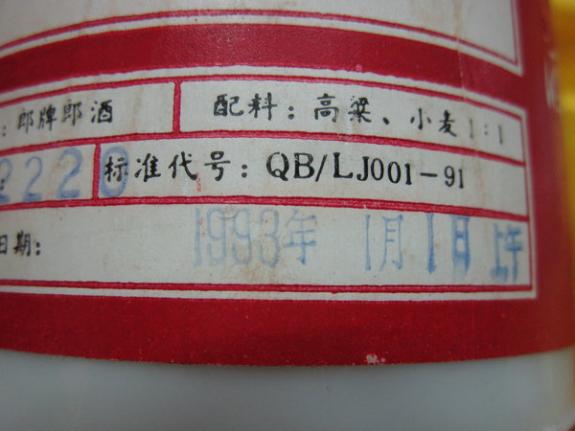 : 郎牌郎酒 配料: 高粱、小麦 1:1
2220 标准代号: QB/LJ001-91
日期: 1993年 1月1日 上午